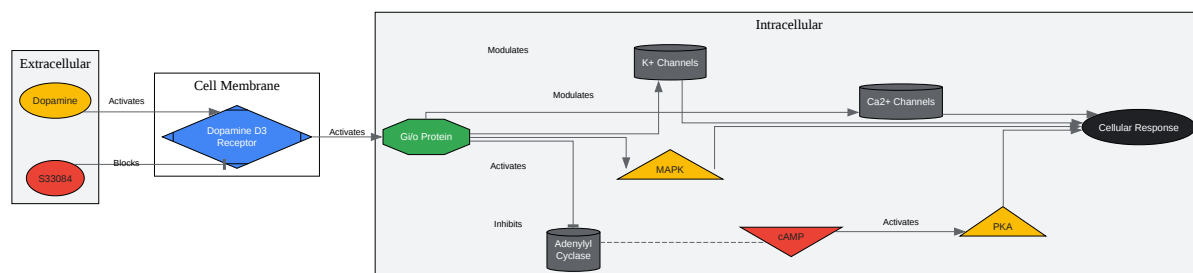 Extracellular
Dopamine
S33084
Activates
Blocks
Cell Membrane
Dopamine D3
Receptor
Activates
Intracellular
Gi/o Protein
Modulates
Modulates
Activates
Inhibits
K+ Channels
Ca2+ Channels
MAPK
Adenylyl
Cyclase
cAMP
Activates
PKA
Cellular Response